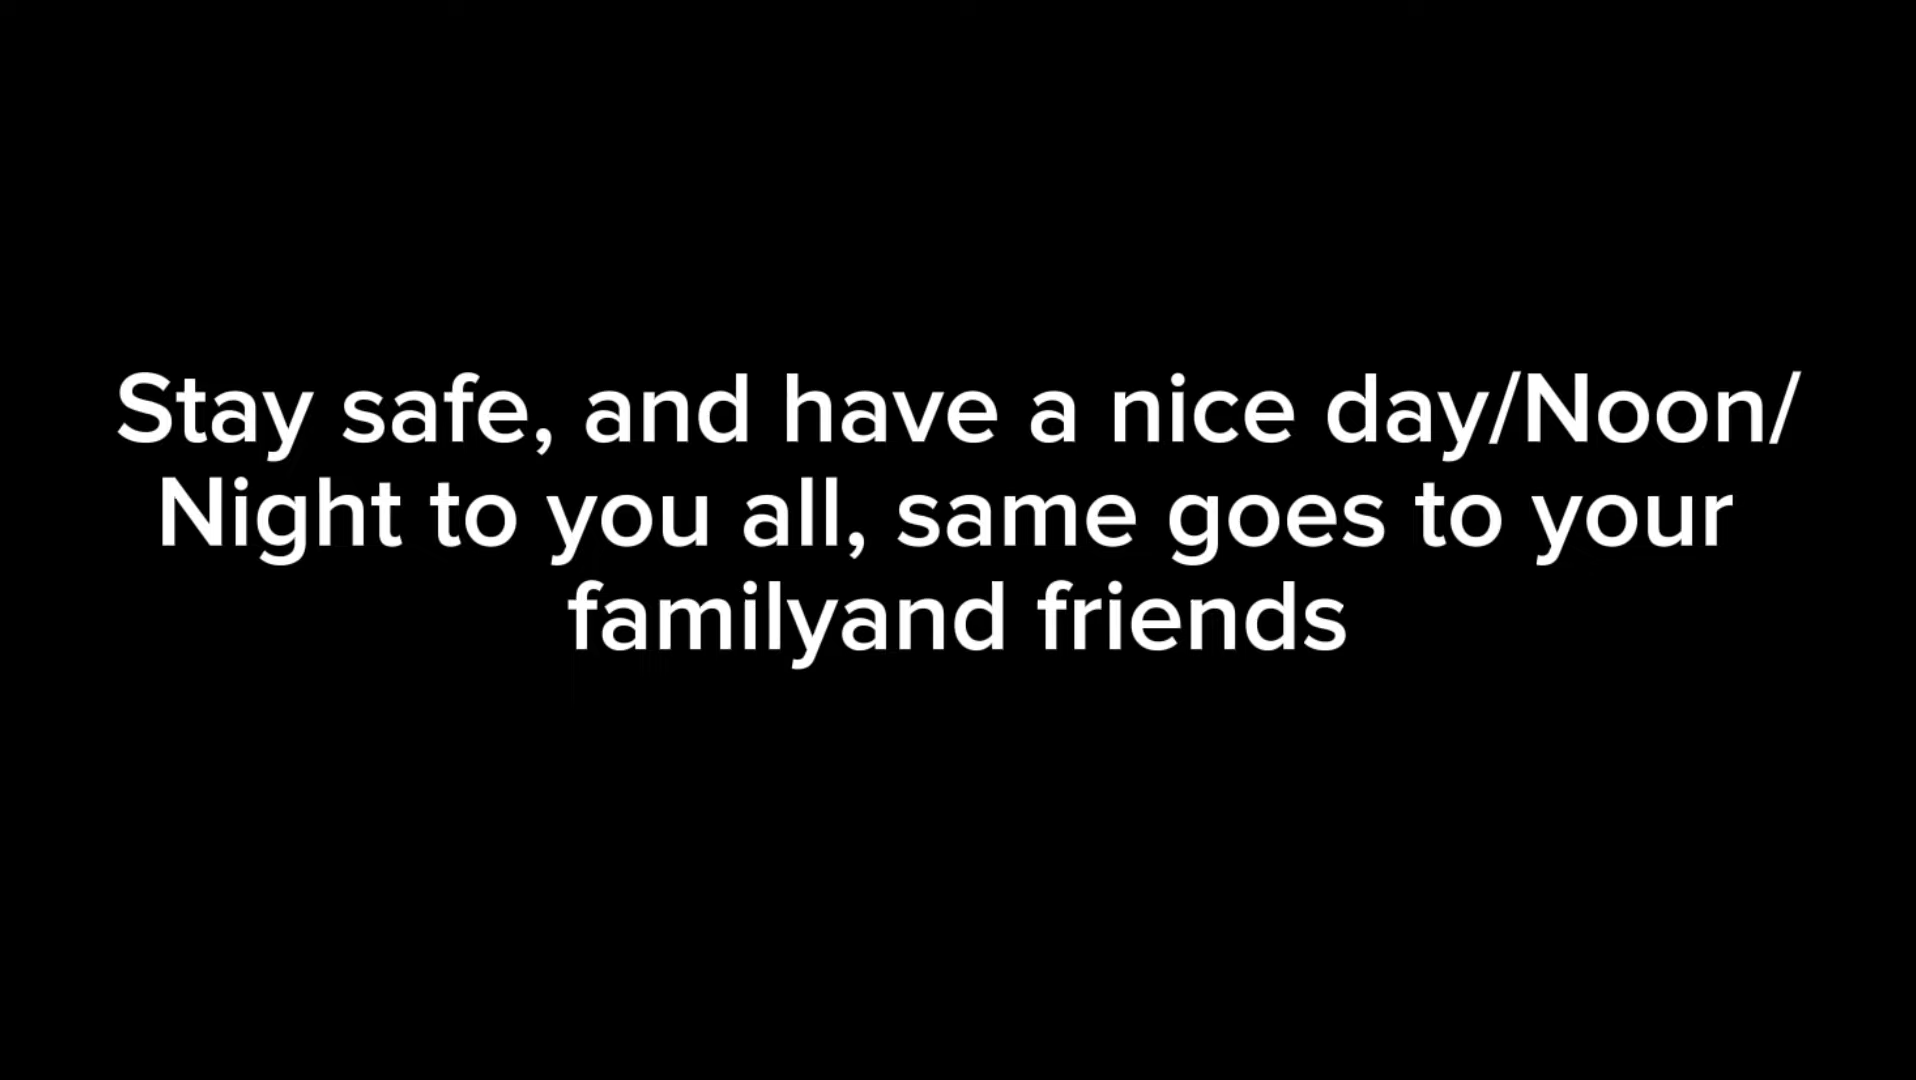 Stay safe, and have a nice day/Noon/
Night to you all, same goes to your
familyand friends